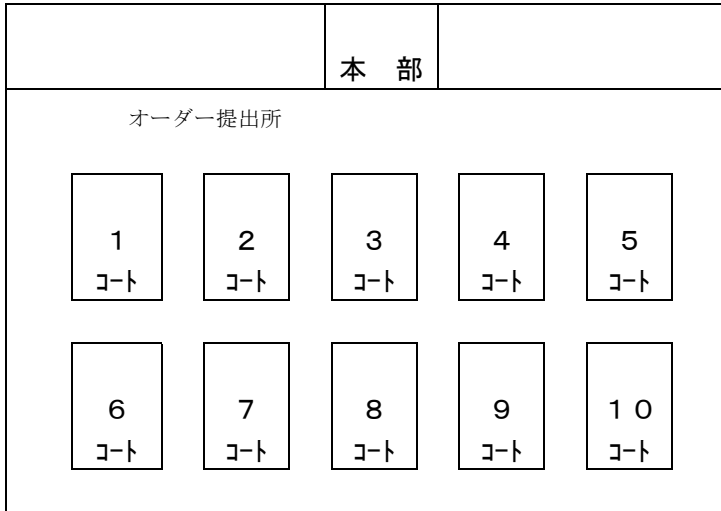 本　部
オーダー提出所
１　２　３　４　５
ｺｰﾄ　ｺｰﾄ　ｺｰﾄ　ｺｰﾄ　ｺｰﾄ
６　７　８　９　１０
ｺｰﾄ　ｺｰﾄ　ｺｰﾄ　ｺｰﾄ　ｺｰﾄ